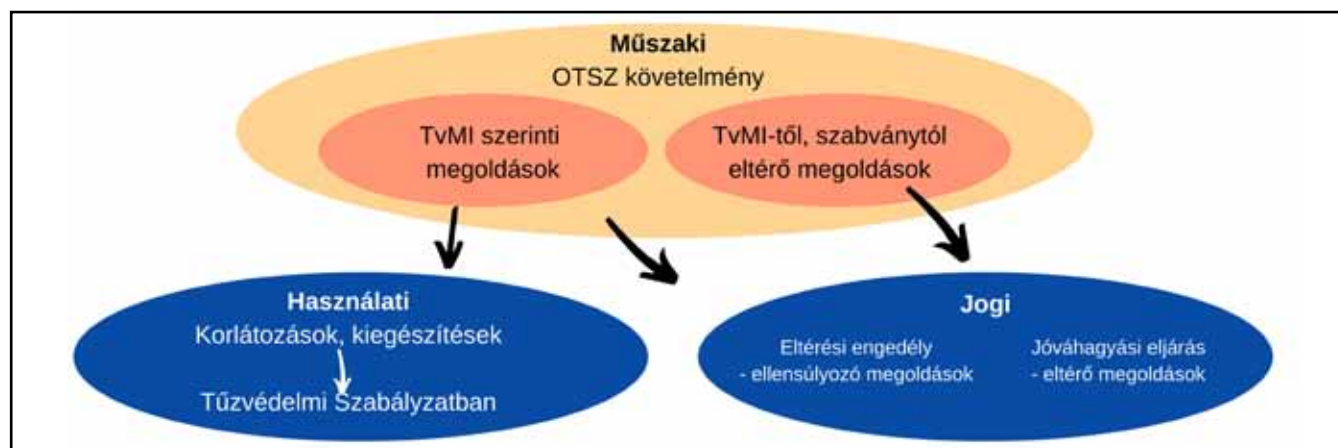 Műszaki
OTSZ követelmény
TvMI szerinti
megoldások
TvMI-től, szabványtól
eltérő megoldások
Használati
Korlátozások, kiegészítések
Tűzvédelmi Szabályzatban
Jogi
Eltérési engedély
- ellensúlyozó megoldások
Jóváhagyási eljárás
- eltérő megoldások